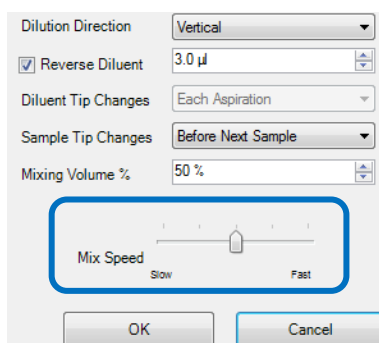 Dilution Direction Vertical
Reverse Diluent 3.0 µl
Diluent Tip Changes Each Aspiration
Sample Tip Changes Before Next Sample
Mixing Volume % 50 %
Mix Speed
Slow Fast
OK Cancel